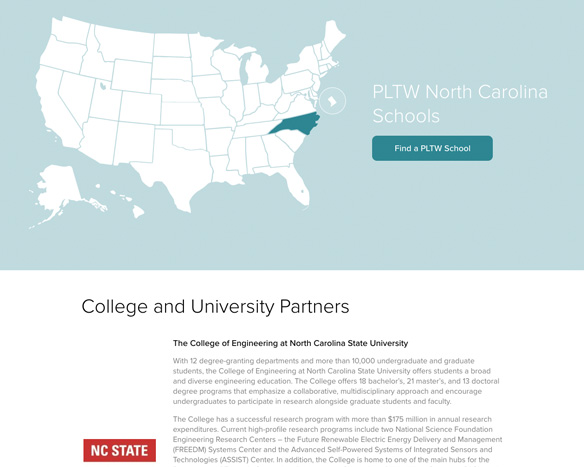 PLTW North Carolina
Schools
Find a PLTW School
College and University Partners
The College of Engineering at North Carolina State University
With 12 degree-granting departments and more than 10,000 undergraduate and graduate
students, the College of Engineering at North Carolina State University offers students a broad
and diverse engineering education. The College offers 18 bachelor's, 21 master's, and 13 doctoral
degree programs that emphasize a collaborative, multidisciplinary approach and encourage
undergraduates to participate in research alongside graduate students and faculty.
The College has a successful research program with more than $175 million in annual research
expenditures. Current high-profile research programs include two National Science Foundation
Engineering Research Centers – the Future Renewable Electric Energy Delivery and Management
NC STATE
(FREEDM) Systems Center and the Advanced Self-Powered Systems of Integrated Sensors and
Technologies (ASSIST) Center. In addition, the College is home to one of the main hubs for the